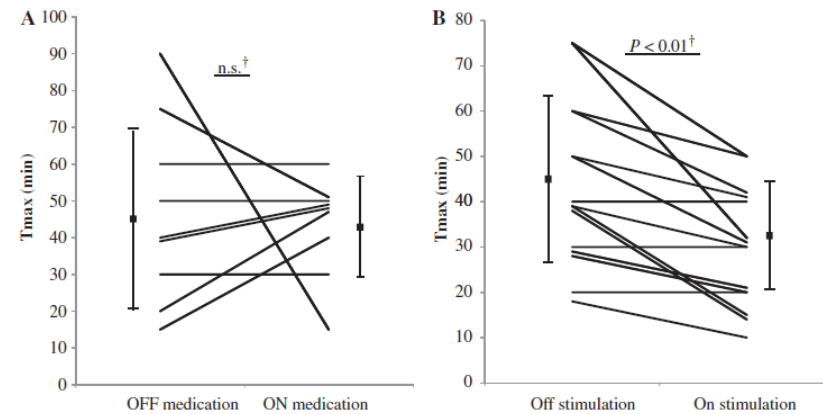 A
100
90
80
70
60
50
40
30
20
10
0
Tmax (min)
n.s.†
OFF medication
ON medication
B
80
70
60
50
40
30
20
10
0
Tmax (min)
P < 0.01†
Off stimulation
On stimulation